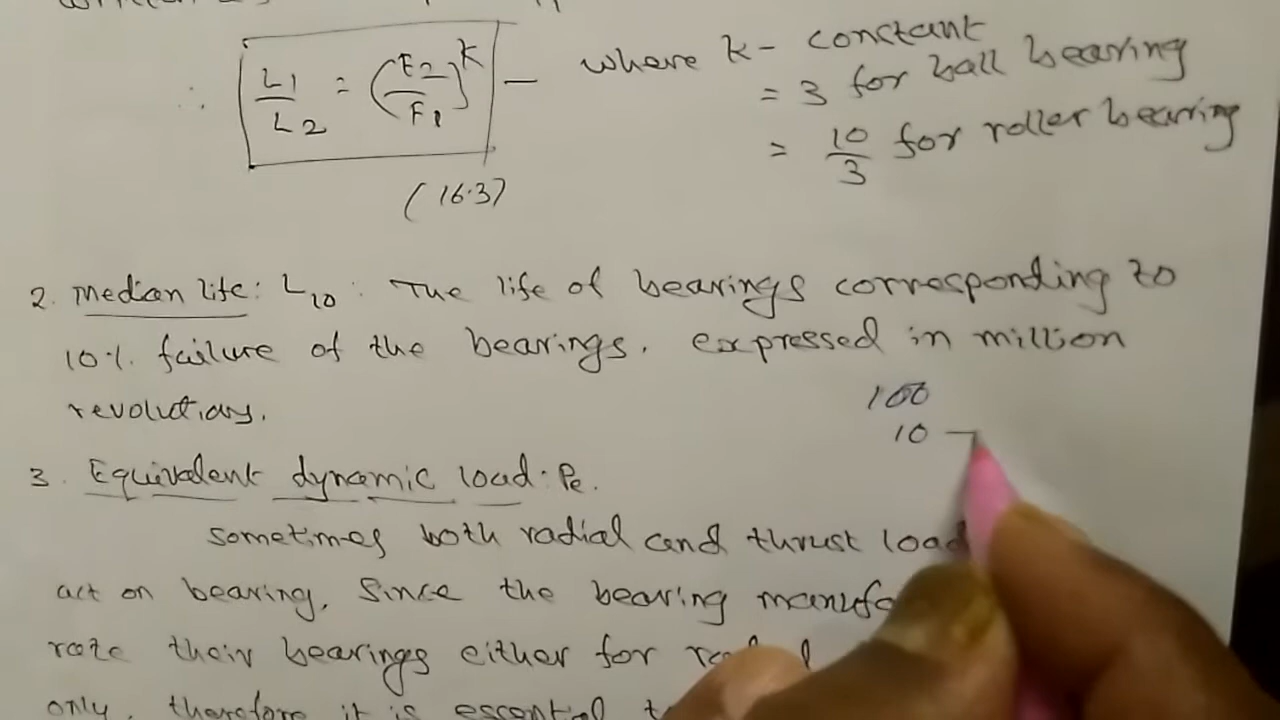 ∴ L1/L2 = (F2/F1)^K — where k - constant
= 3 for ball bearing
= 10/3 for roller bearing
(16.3)
2. Median life: L10: The life of bearings corresponding to
10%. failure of the bearings. expressed in million
revolutions.
100
10 —
3. Equivalent dynamic load: Pe.
sometimes both radial and thrust load
act on bearing. Since the bearing manufa
rate their bearings either for
only. therefore it is